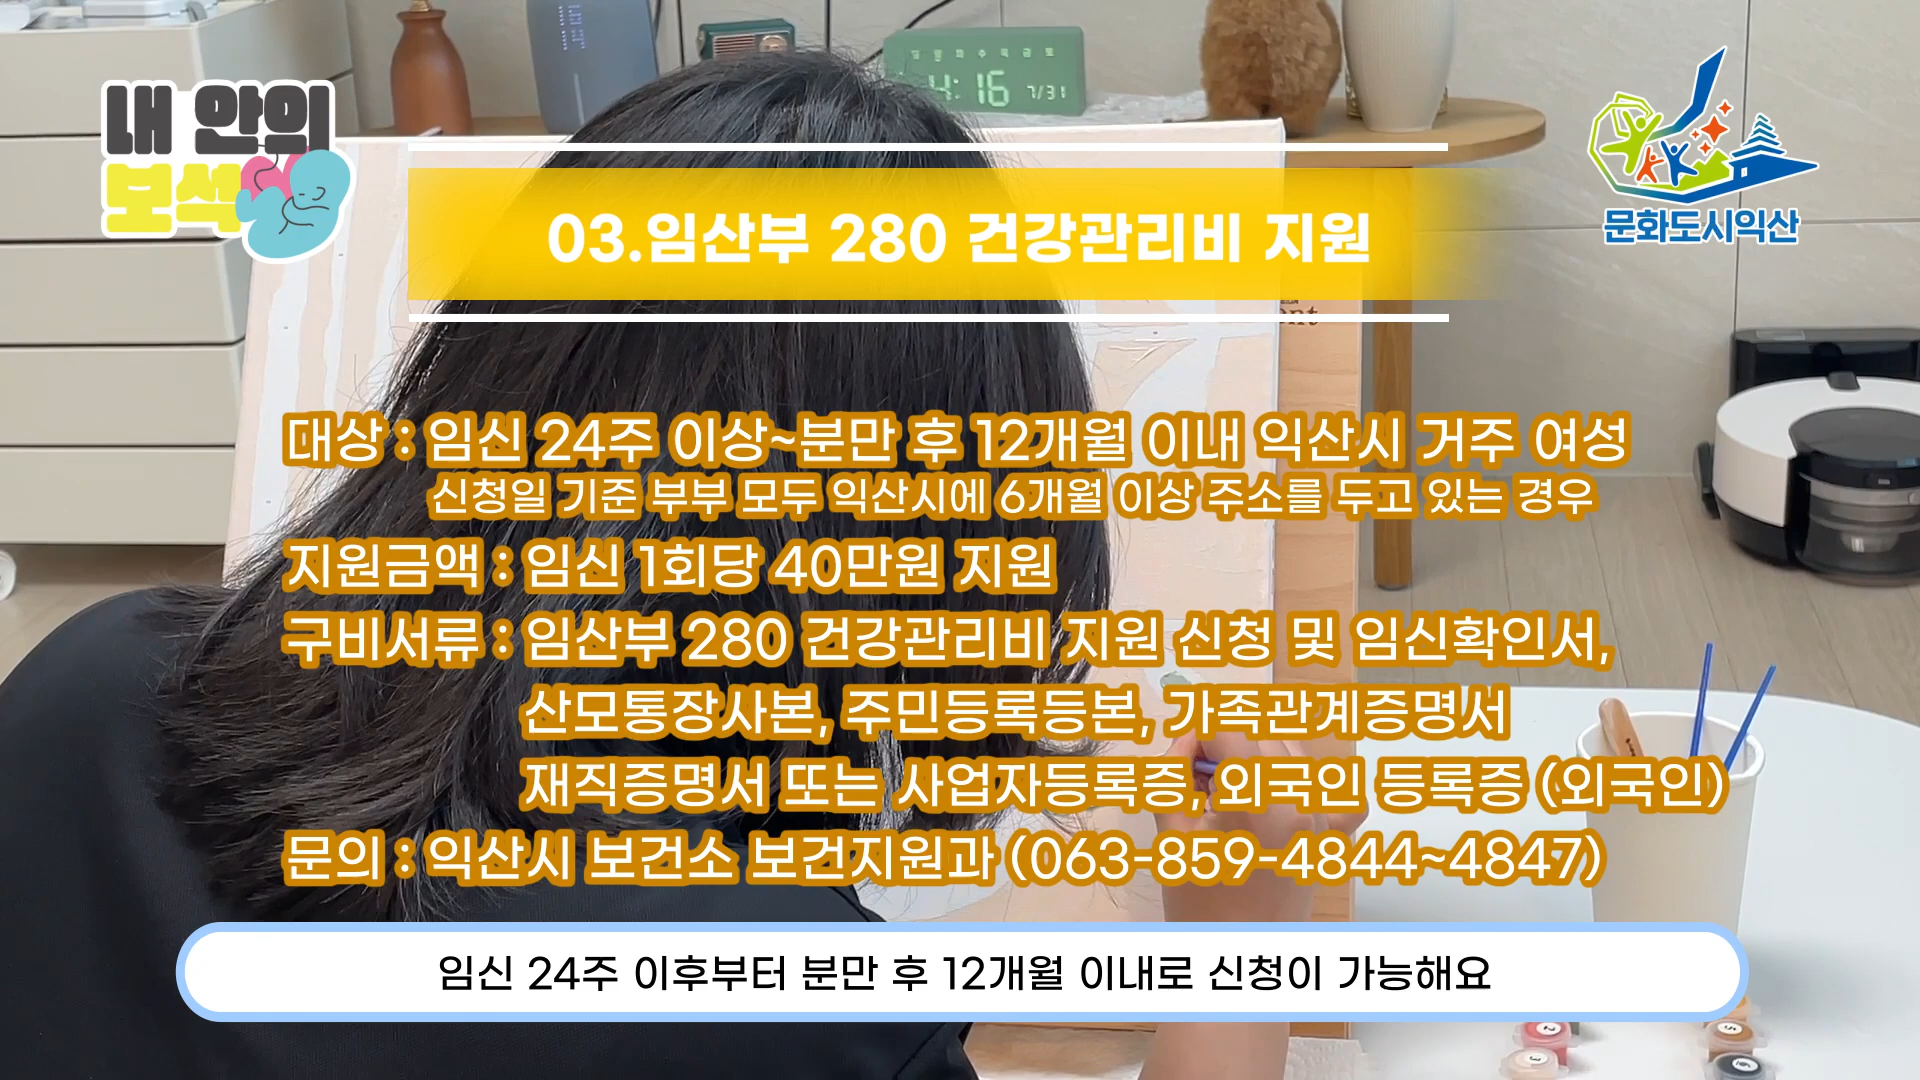 내 안의
보석
문화도시익산
4:16
7/31
03.임산부 280 건강관리비 지원
대상 : 임신 24주 이상~분만 후 12개월 이내 익산시 거주 여성
신청일 기준 부부 모두 익산시에 6개월 이상 주소를 두고 있는 경우
지원금액 : 임신 1회당 40만원 지원
구비서류 : 임산부 280 건강관리비 지원 신청 및 임신확인서,
산모통장사본, 주민등록등본, 가족관계증명서
재직증명서 또는 사업자등록증, 외국인 등록증 (외국인)
문의 : 익산시 보건소 보건지원과 (063-859-4844~4847)
임신 24주 이후부터 분만 후 12개월 이내로 신청이 가능해요
2
3
5